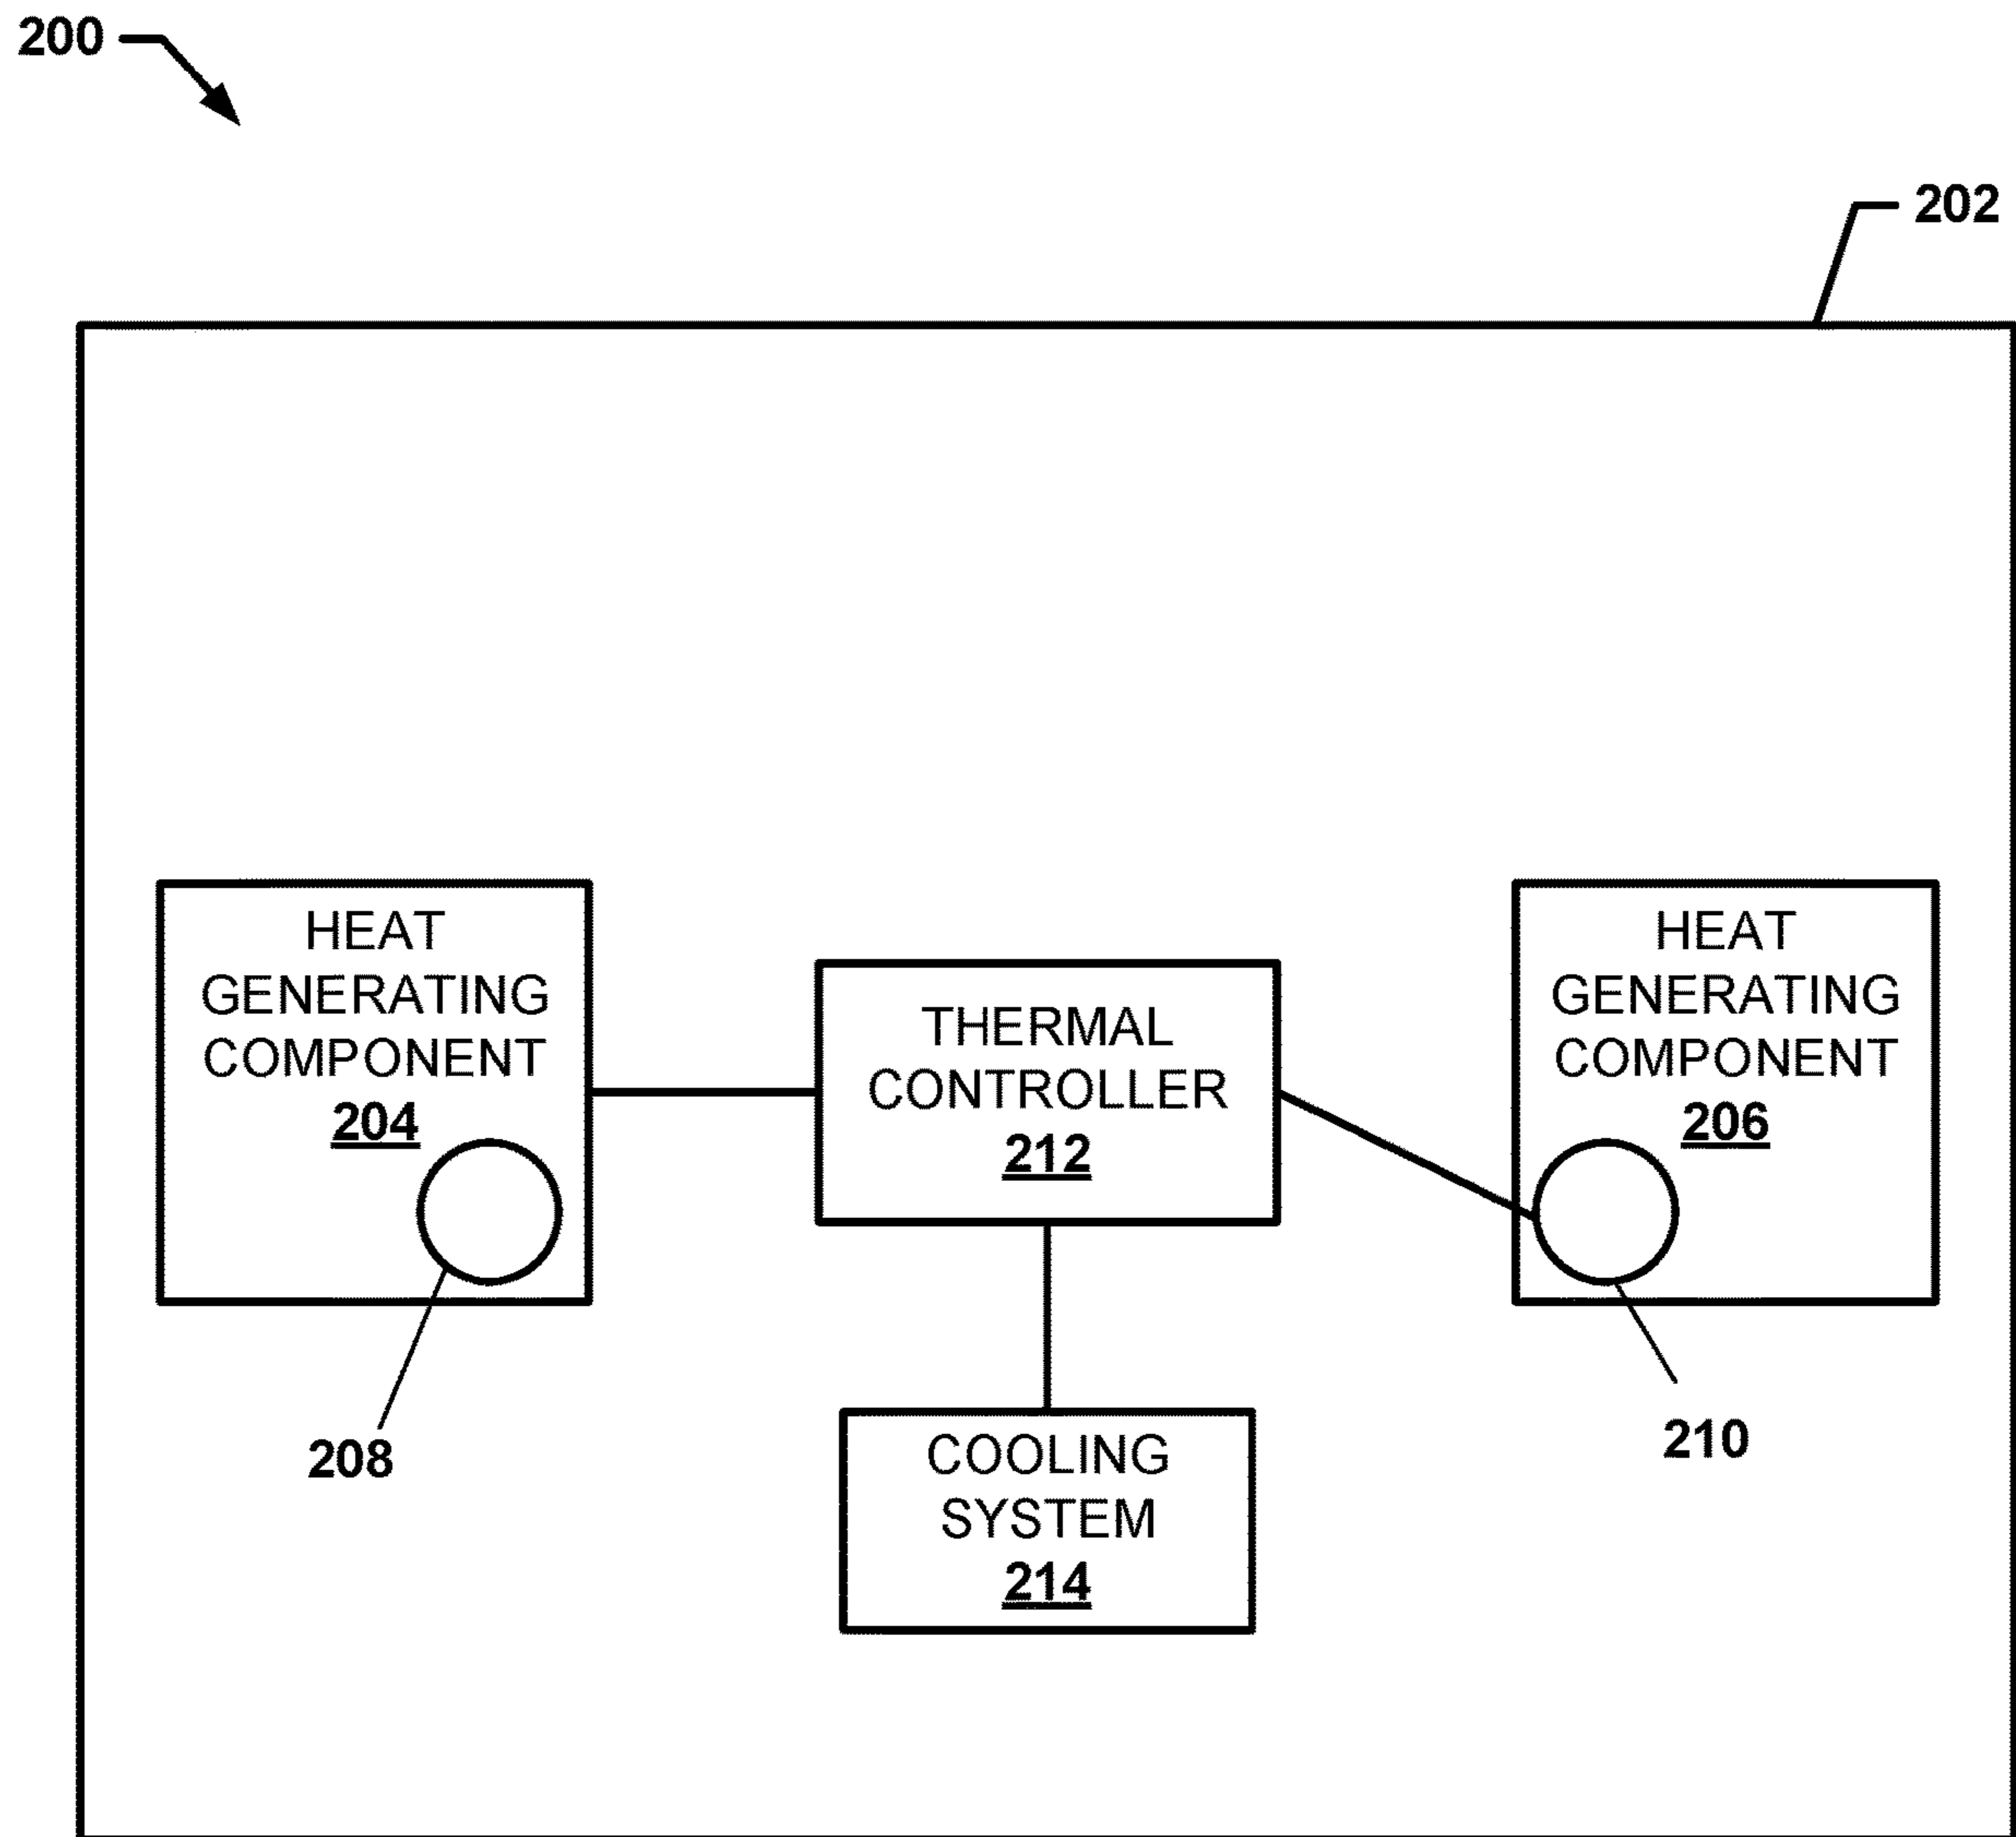 200
202
HEAT
GENERATING
COMPONENT
204
THERMAL
CONTROLLER
212
HEAT
GENERATING
COMPONENT
206
208
COOLING
SYSTEM
214
210